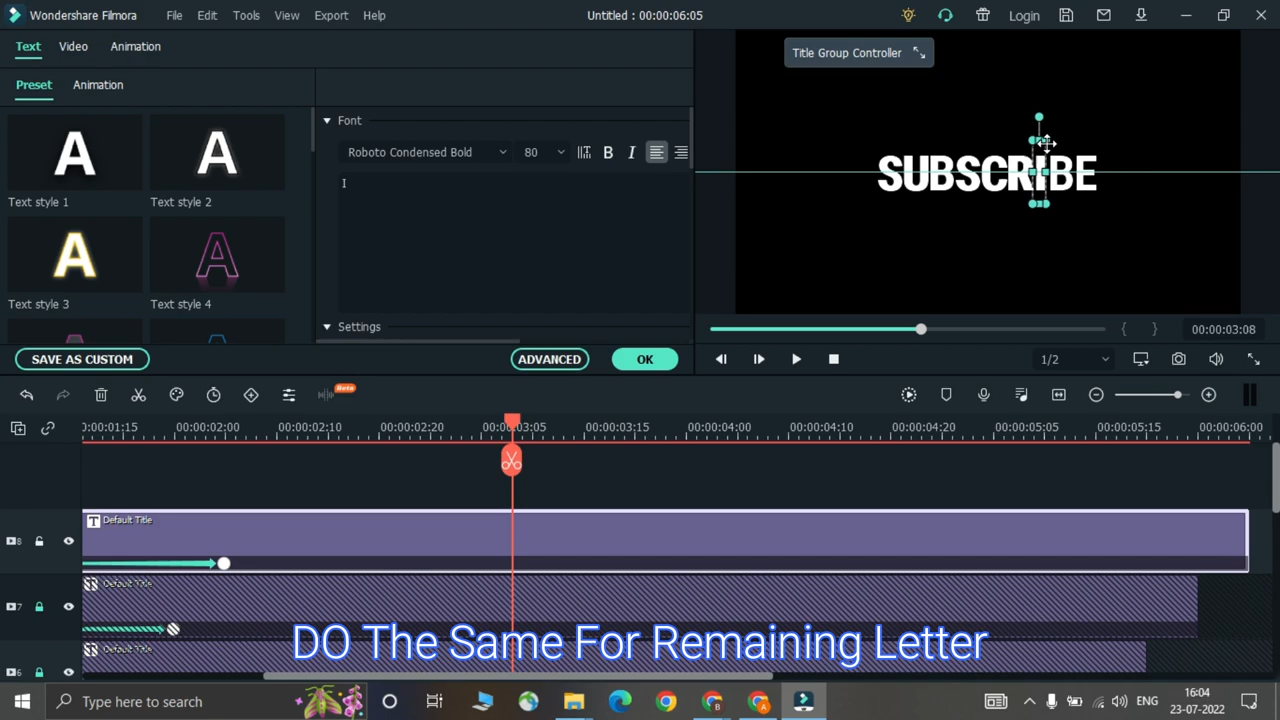 Wondershare Filmora File Edit Tools View Export Help Untitled : 00:00:06:05 Login
Text Video Animation
Title Group Controller
Preset Animation
Font
Roboto Condensed Bold 80 B I
I
A A
Text style 1 Text style 2
SUBSCRIBE
A A
Text style 3 Text style 4
Settings
00:00:03:08
SAVE AS CUSTOM ADVANCED OK 1/2
Beta
0:00:01:15 00:00:02:00 00:00:02:10 00:00:02:20 00:00:03:05 00:00:03:15 00:00:04:00 00:00:04:10 00:00:04:20 00:00:05:05 00:00:05:15 00:00:06:00
T Default Title
8
T Default Title
7
DO The Same For Remaining Letter
T Default Title
6
Type here to search ENG 16:04
23-07-2022